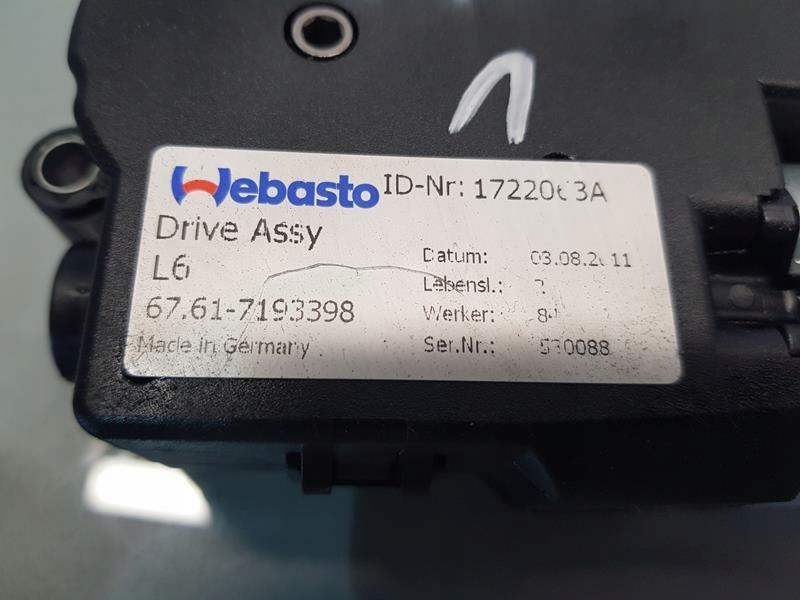 1
Webasto ID-Nr: 1722063A
Drive Assy
L6
67.61-7193398
Made in Germany
Datum: 03.08.2011
Lebensl.:
Werker:
Ser.Nr.: